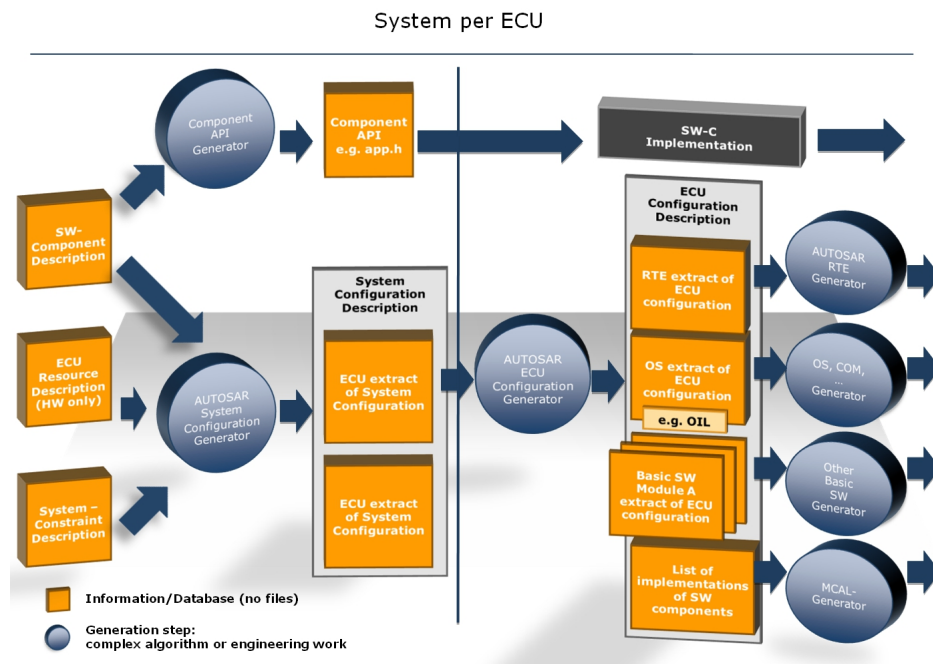 System per ECU
Component
API
Generator
Component
API
e.g. app.h
SW-C
Implementation
SW-
Component
Description
ECU
Resource
Description
(HW only)
System –
Constraint
Description
AUTOSAR
System
Configuration
Generator
System
Configuration
Description
ECU extract
of System
Configuration
ECU extract
of System
Configuration
AUTOSAR
ECU
Configuration
Generator
ECU
Configuration
Description
RTE extract of
ECU
configuration
OS extract of
ECU
configuration
e.g. OIL
Basic SW
Module A
extract of ECU
configuration
List of
implementations
of SW
components
AUTOSAR
RTE
Generator
OS, COM,
...
Generator
Other
Basic
SW
Generator
MCAL-
Generator
Information/Database (no files)
Generation step:
complex algorithm or engineering work